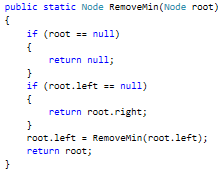 public static Node RemoveMin(Node root)
{
    if (root == null)
    {
        return null;
    }
    if (root.left == null)
    {
        return root.right;
    }
    root.left = RemoveMin(root.left);
    return root;
}